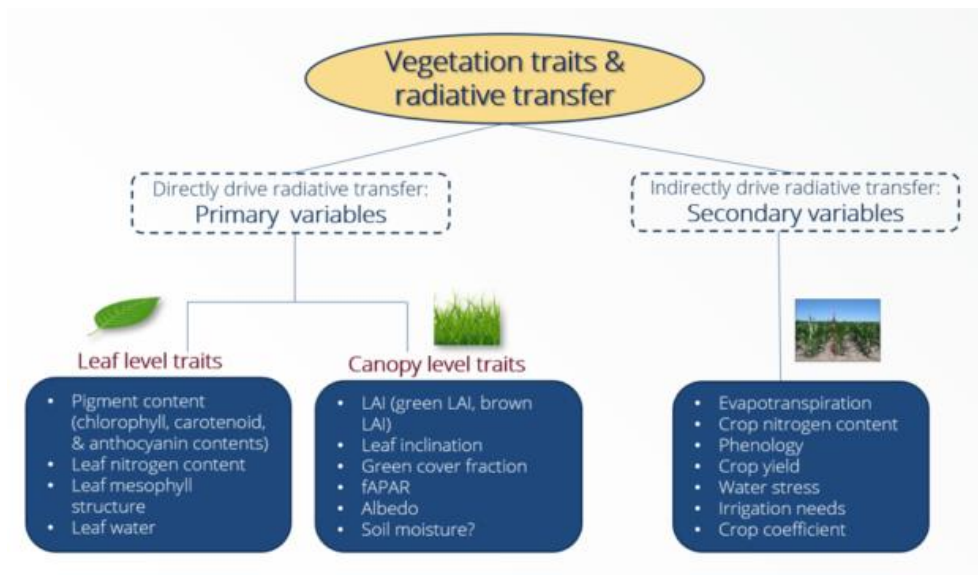 Vegetation traits &
radiative transfer
Directly drive radiative transfer:
Primary variables
Indirectly drive radiative transfer:
Secondary variables
Leaf level traits
• Pigment content
(chlorophyll, carotenoid,
& anthocyanin contents)
• Leaf nitrogen content
• Leaf mesophyll
structure
• Leaf water
Canopy level traits
• LAI (green LAI, brown
LAI)
• Leaf inclination
• Green cover fraction
• fAPAR
• Albedo
• Soil moisture?
• Evapotranspiration
• Crop nitrogen content
• Phenology
• Crop yield
• Water stress
• Irrigation needs
• Crop coefficient